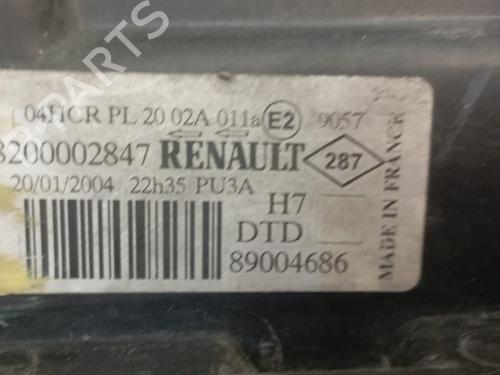 04HCR PL 20 02A 011a E2 9057
8200002847 RENAULT 287
20/01/2004 22h35 PU3A
H7
DTD
89004686
MADE IN FRANCE
PARTS